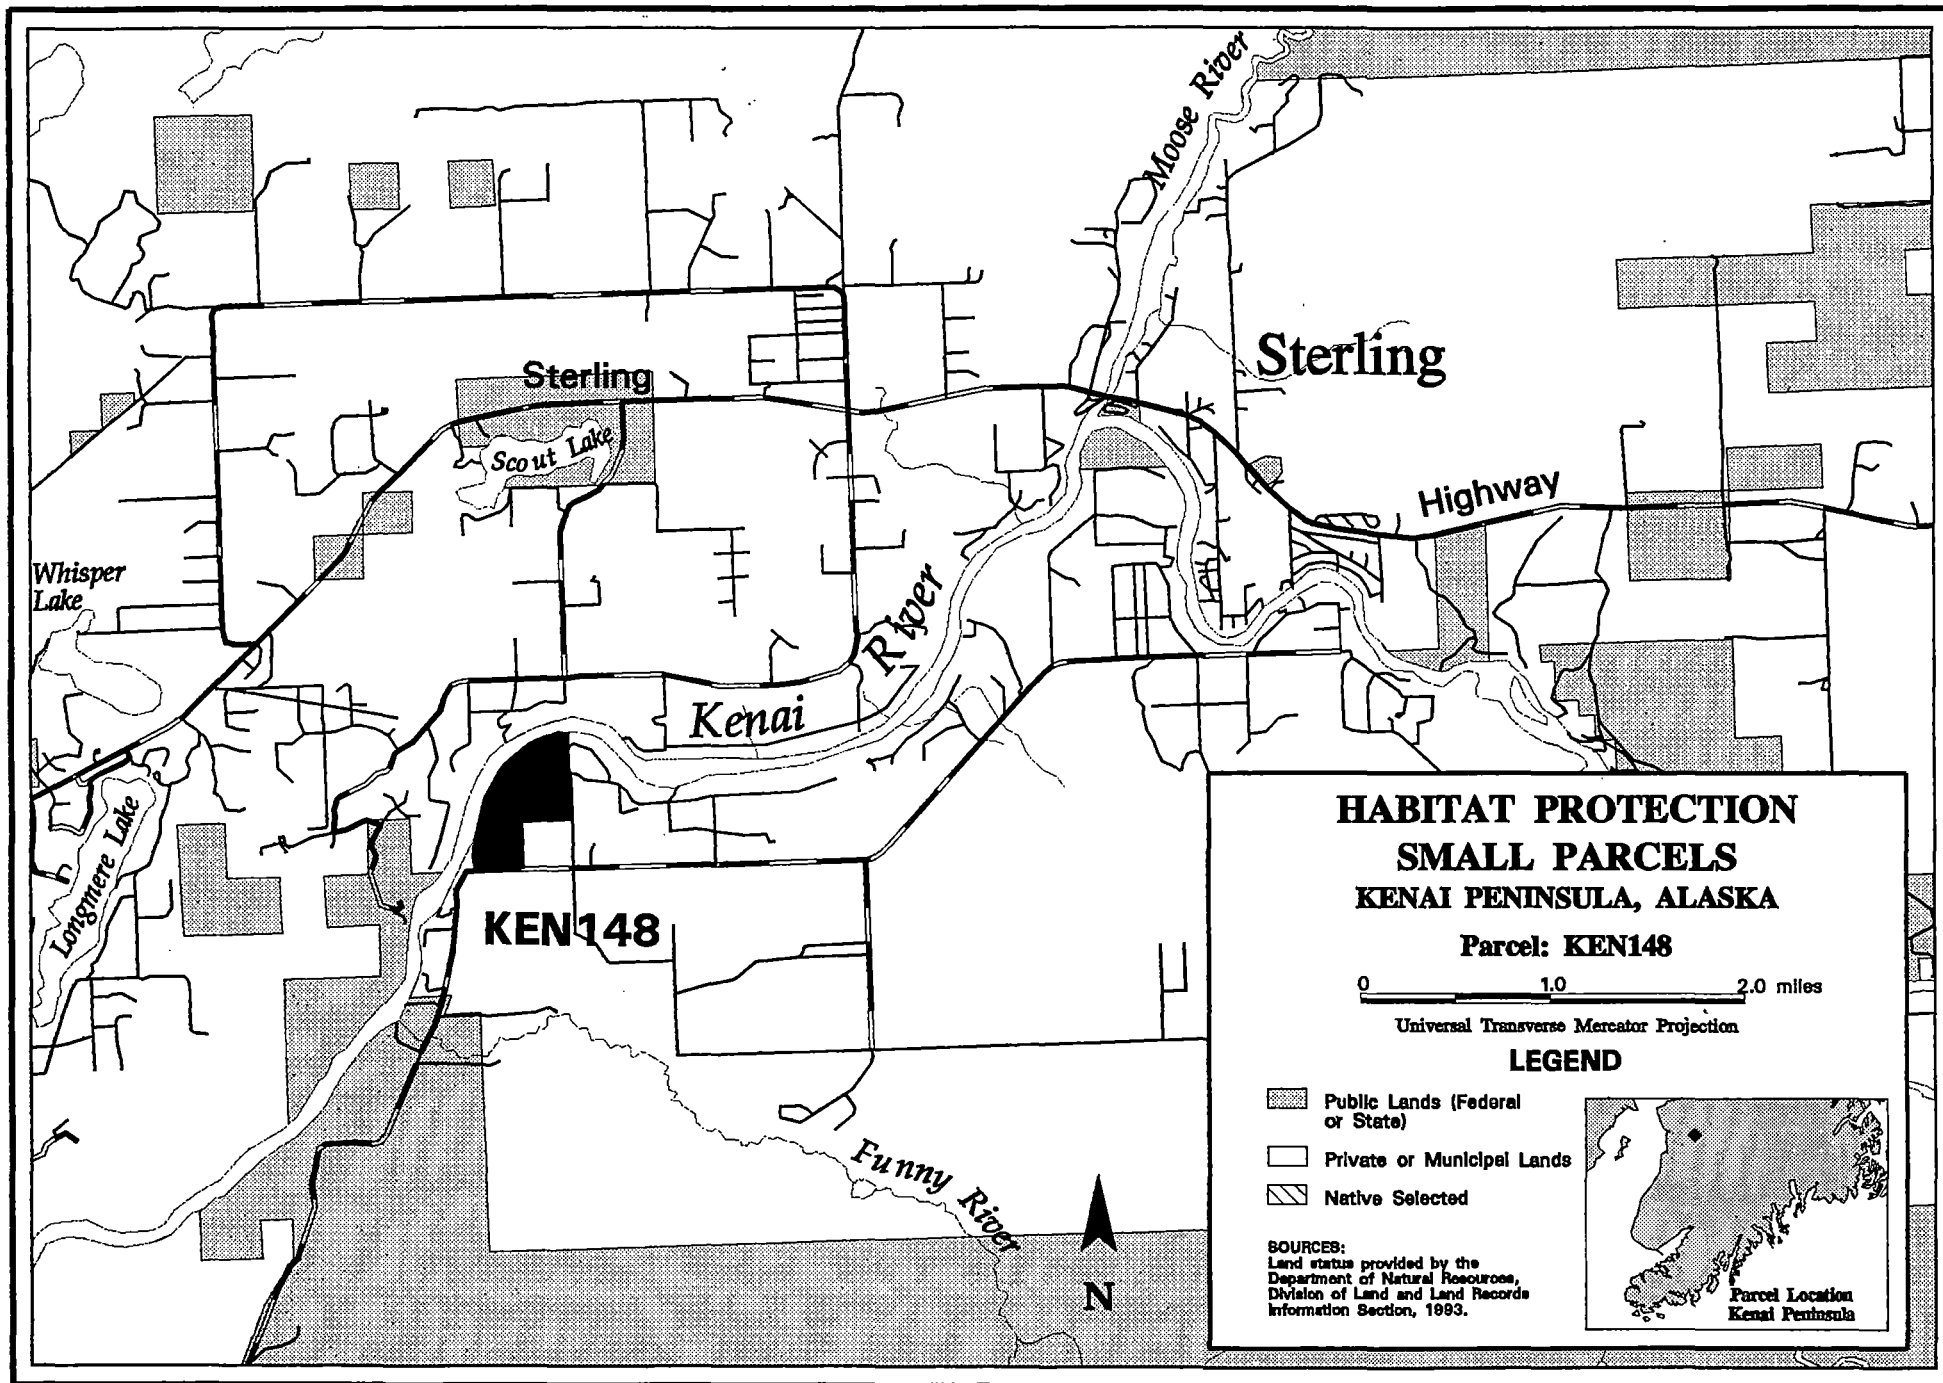 Moose River
Sterling
Sterling
Scout Lake
Highway
Whisper
Lake
River
Kenai
Longmere Lake
KEN148
Funny River
N
HABITAT PROTECTION
SMALL PARCELS
KENAI PENINSULA, ALASKA
Parcel: KEN148
0 1.0 2.0 miles
Universal Transverse Mercator Projection
LEGEND
Public Lands (Federal
or State)
Private or Municipal Lands
Native Selected
SOURCES:
Land status provided by the
Department of Natural Resources,
Division of Land and Land Records
Information Section, 1993.
Parcel Location
Kenai Peninsula